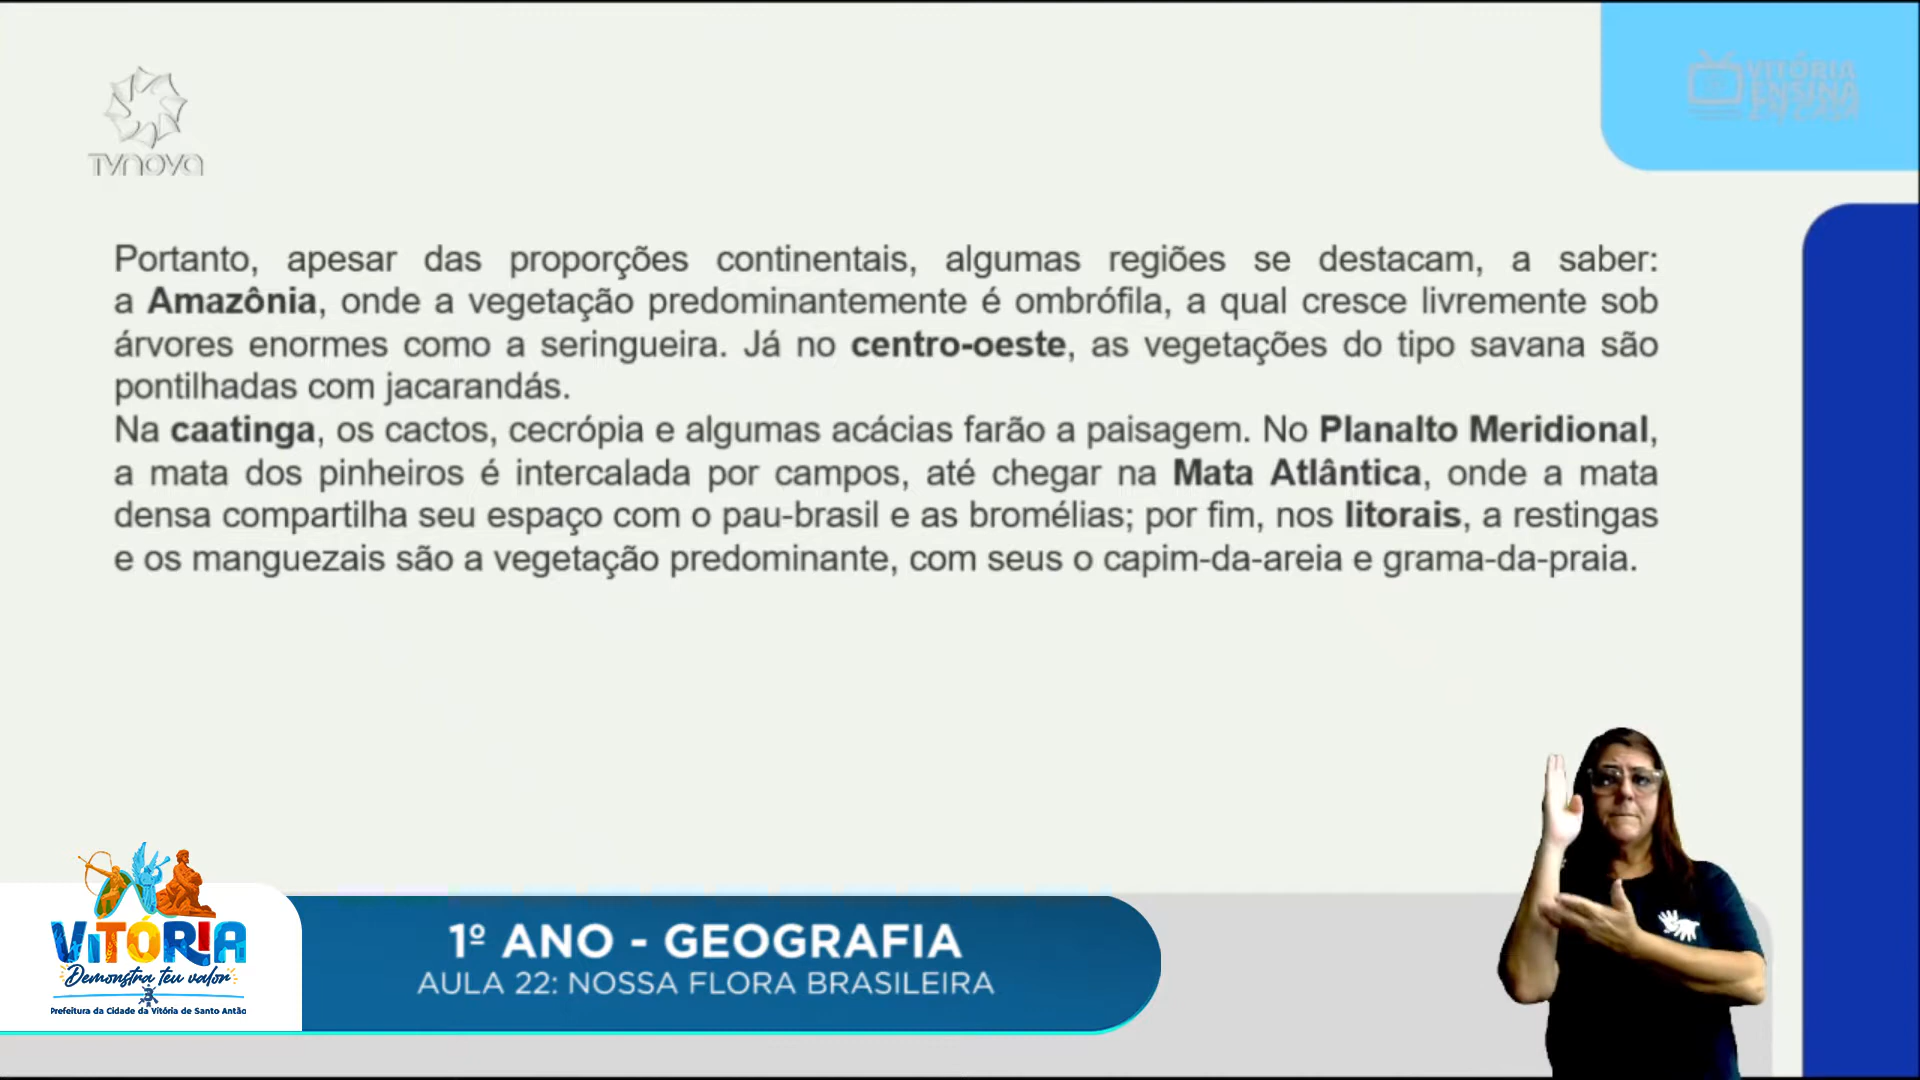 TVNOVA
VITÓRIA
ENSINA
Portanto, apesar das proporções continentais, algumas regiões se destacam, a saber:
a Amazônia, onde a vegetação predominantemente é ombrófila, a qual cresce livremente sob
árvores enormes como a seringueira. Já no centro-oeste, as vegetações do tipo savana são
pontilhadas com jacarandás.
Na caatinga, os cactos, cecrópia e algumas acácias farão a paisagem. No Planalto Meridional,
a mata dos pinheiros é intercalada por campos, até chegar na Mata Atlântica, onde a mata
densa compartilha seu espaço com o pau-brasil e as bromélias; por fim, nos litorais, a restingas
e os manguezais são a vegetação predominante, com seus o capim-da-areia e grama-da-praia.
VITÓRIA
Demonstra teu valor
Prefeitura da Cidade da Vitória de Santo Antão
1º ANO - GEOGRAFIA
AULA 22: NOSSA FLORA BRASILEIRA